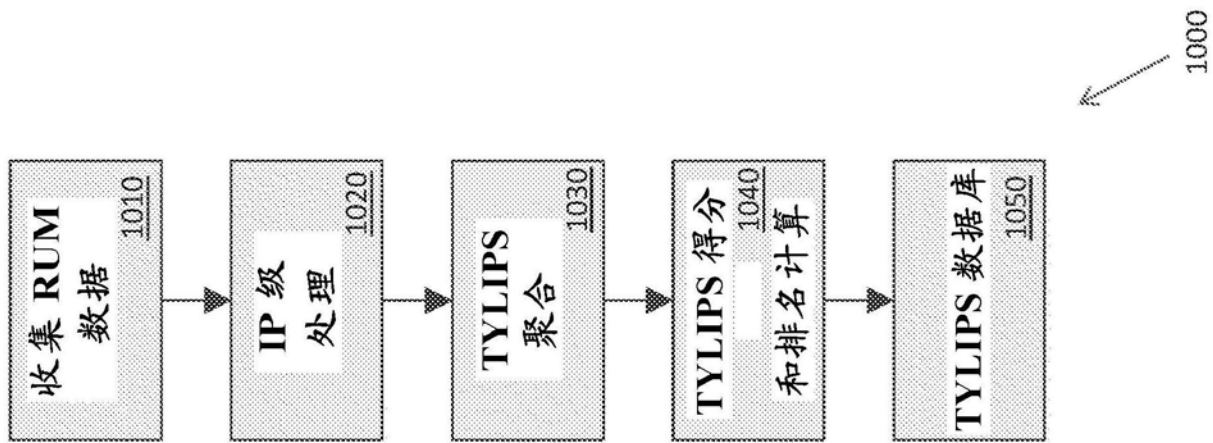 收集 RUM
数据
1010
IP 级
处理
1020
TYLIPS
聚合
1030
TYLIPS 得分
和排名计算
1040
TYLIPS 数据库
1050
1000